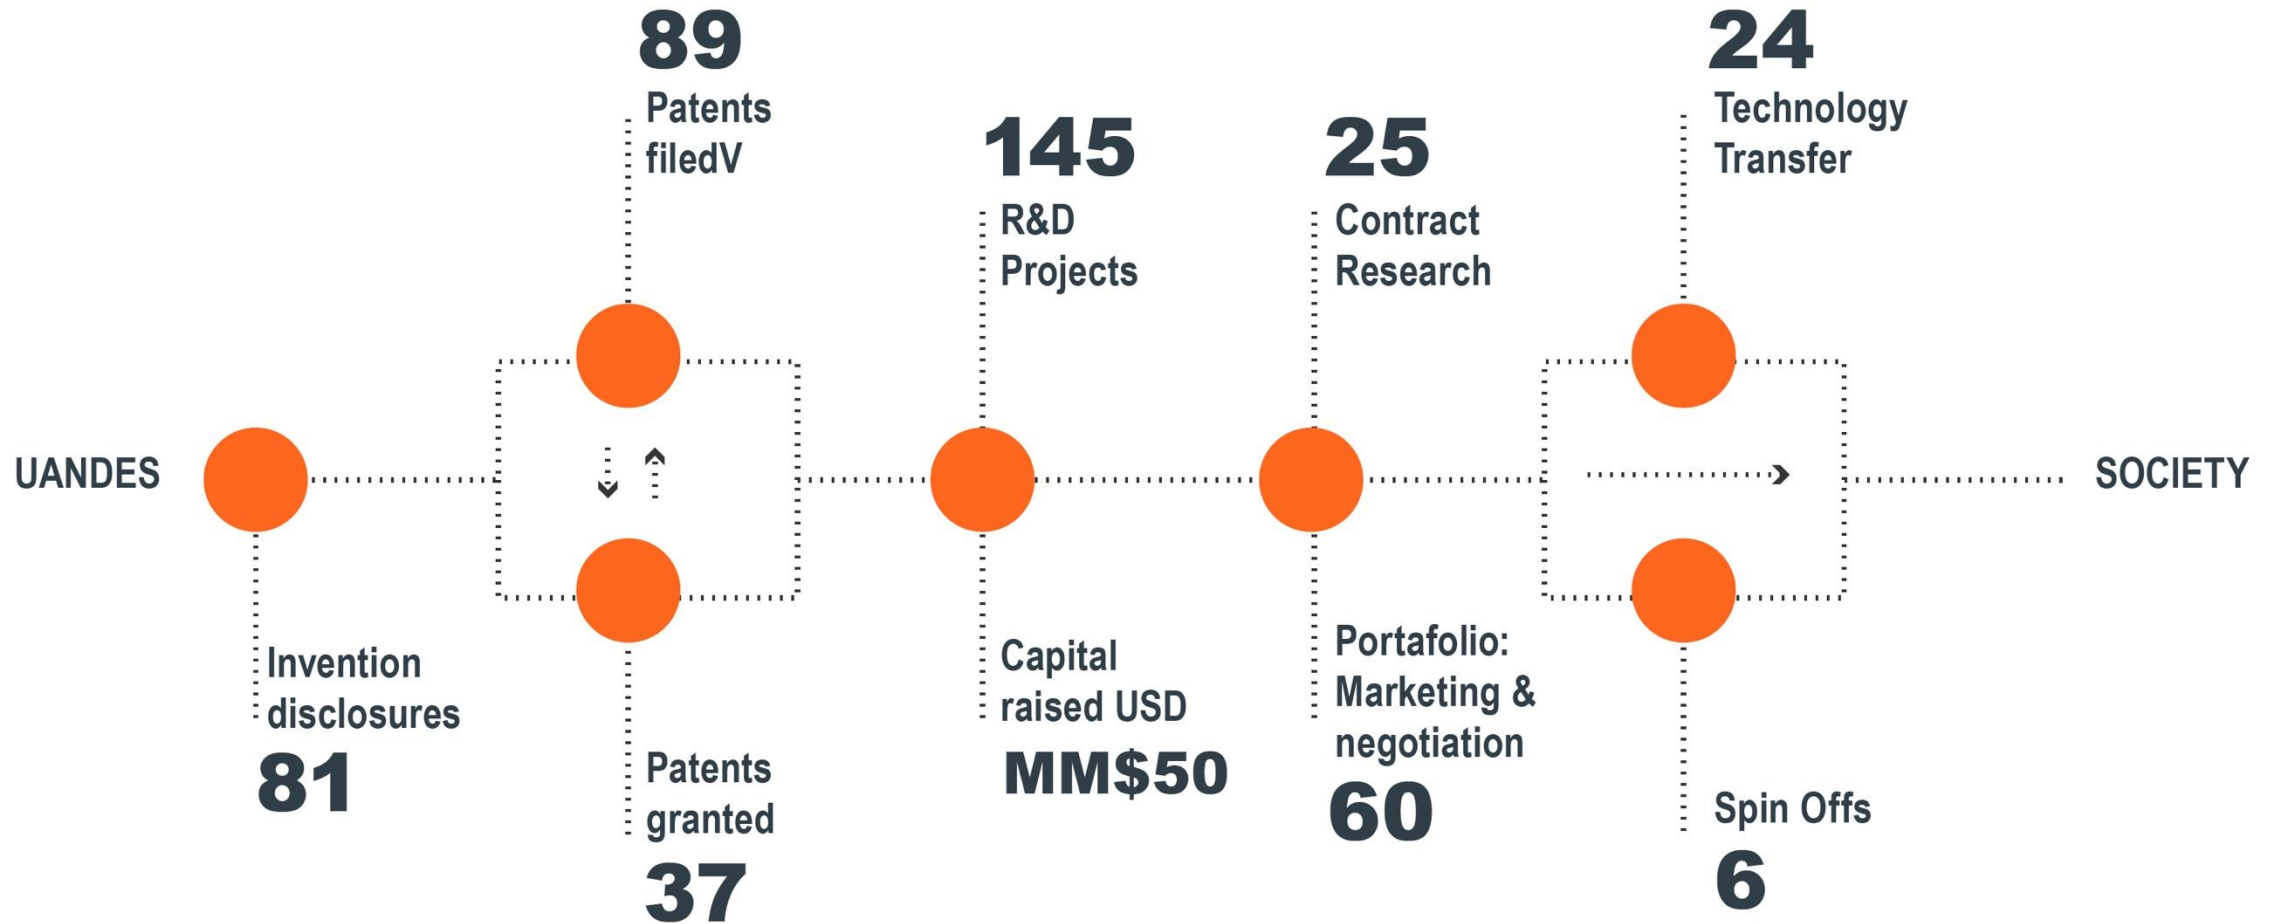 UANDES
Invention
disclosures
81
89
Patents
filedV
Patents
granted
37
145
R&D
Projects
Capital
raised USD
MM$50
25
Contract
Research
Portafolio:
Marketing &
negotiation
60
24
Technology
Transfer
Spin Offs
6
SOCIETY